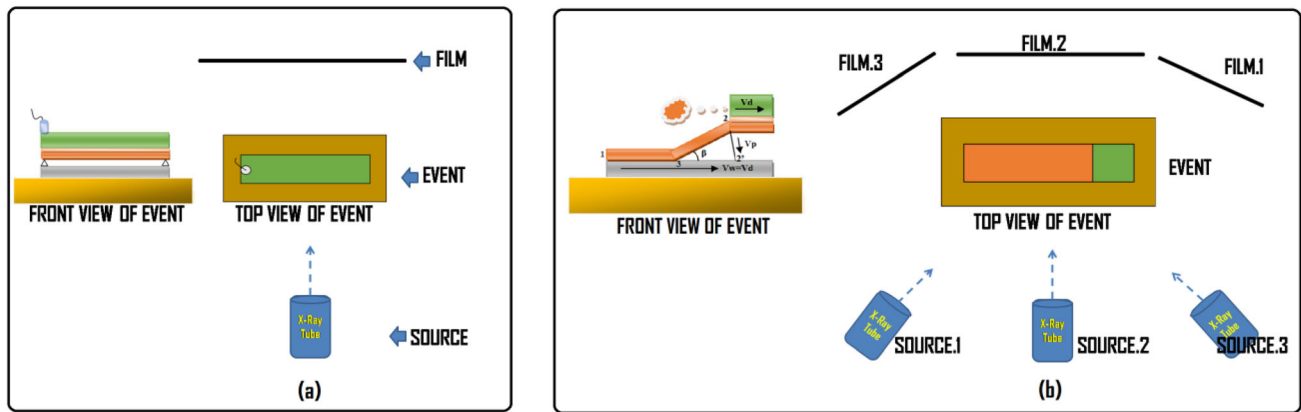 FILM
EVENT
FRONT VIEW OF EVENT
TOP VIEW OF EVENT
X-Ray
Tube
SOURCE
(a)
FILM.3
FILM.2
FILM.1
Vd
2
Vp
1
β
2'
3
Vw=Vd
EVENT
FRONT VIEW OF EVENT
TOP VIEW OF EVENT
X-Ray
Tube
SOURCE.1
X-Ray
Tube
SOURCE.2
X-Ray
Tube
SOURCE.3
(b)